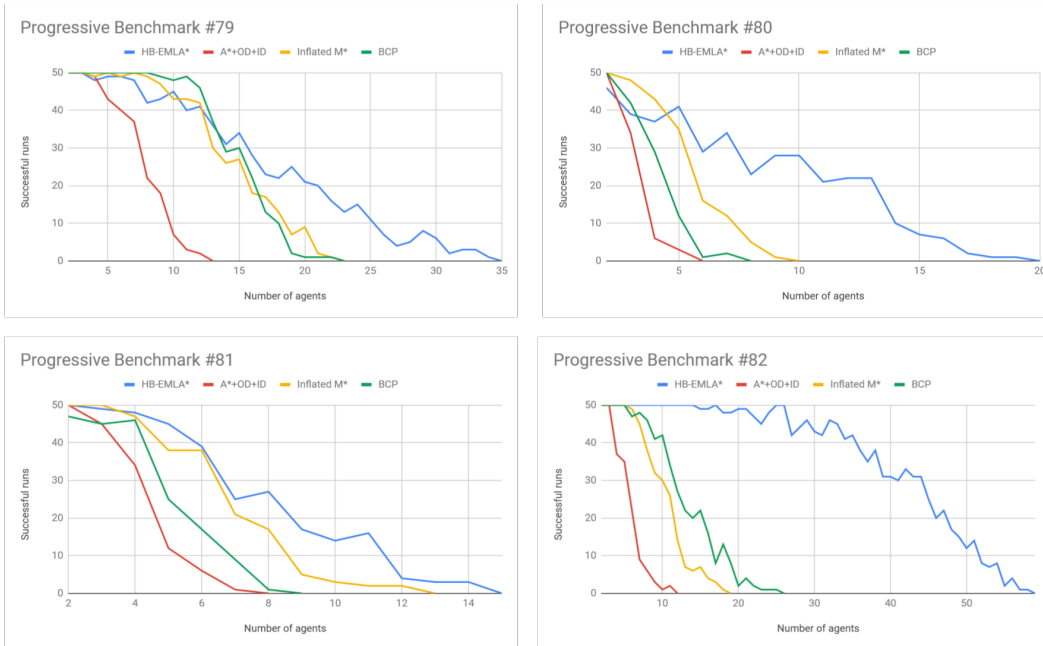 Progressive Benchmark #79
HB-EMLA* A*+OD+ID Inflated M* BCP
50
40
30
20
10
0
Successful runs
5 10 15 20 25 30 35
Number of agents
Progressive Benchmark #80
HB-EMLA* A*+OD+ID Inflated M* BCP
50
40
30
20
10
0
Successful runs
5 10 15 20
Number of agents
Progressive Benchmark #81
HB-EMLA* A*+OD+ID Inflated M* BCP
50
40
30
20
10
0
Successful runs
2 4 6 8 10 12 14
Number of agents
Progressive Benchmark #82
HB-EMLA* A*+OD+ID Inflated M* BCP
50
40
30
20
10
0
Successful runs
10 20 30 40 50
Number of agents